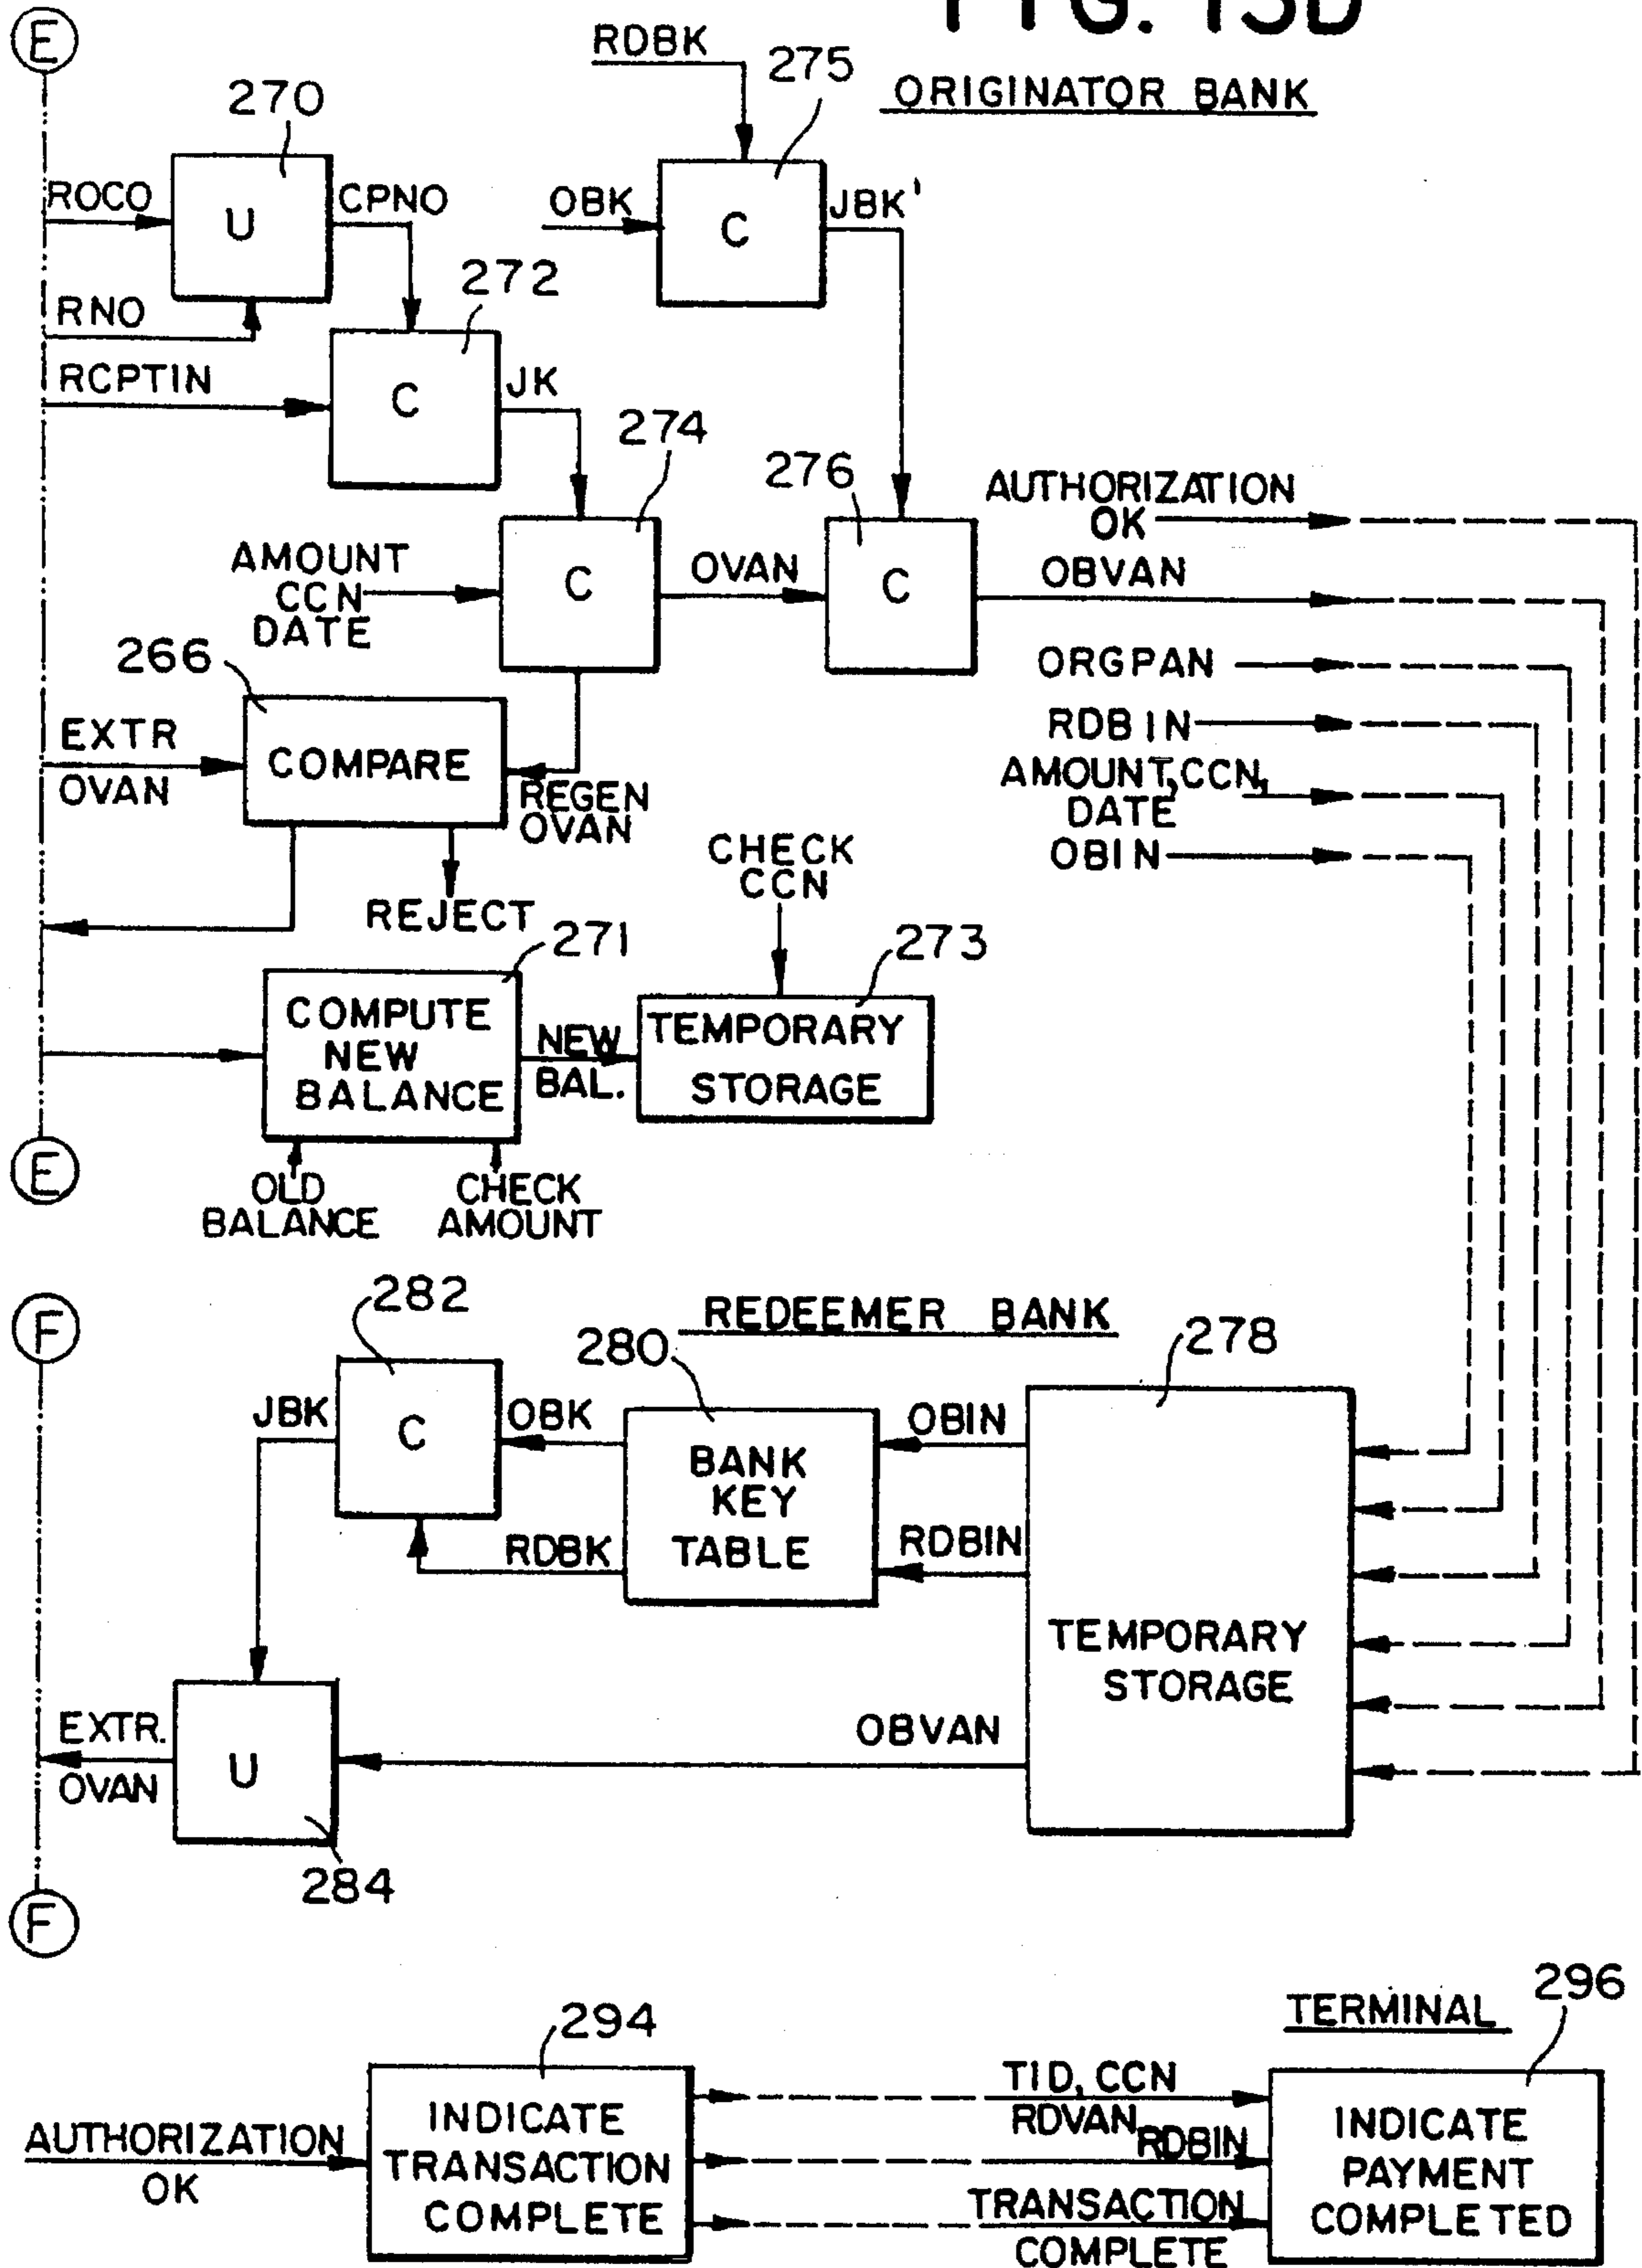 FIG. 13D
E
RDBK
275
ORIGINATOR BANK
270
ROCO
U
CPNO
OBK
C
JBK'
RNO
272
RCPTIN
C
JK
274
276
AUTHORIZATION
OK
AMOUNT
CCN
DATE
C
OVAN
C
OBVAN
266
ORGPAN
EXTR
OVAN
COMPARE
REGEN
OVAN
RDBIN
AMOUNT, CCN,
DATE
OBIN
REJECT
CHECK
CCN
271
273
COMPUTE
NEW
BALANCE
NEW
BAL.
TEMPORARY
STORAGE
E
OLD
BALANCE
CHECK
AMOUNT
F
282
REDEEMER BANK
280
278
JBK
C
OBK
BANK
KEY
TABLE
OBIN
RDBK
RDBIN
TEMPORARY
STORAGE
EXTR.
OVAN
U
OBVAN
284
F
294
TERMINAL
296
AUTHORIZATION
OK
INDICATE
TRANSACTION
COMPLETE
TID, CCN
RDVAN
RDBIN
TRANSACTION
COMPLETE
INDICATE
PAYMENT
COMPLETED